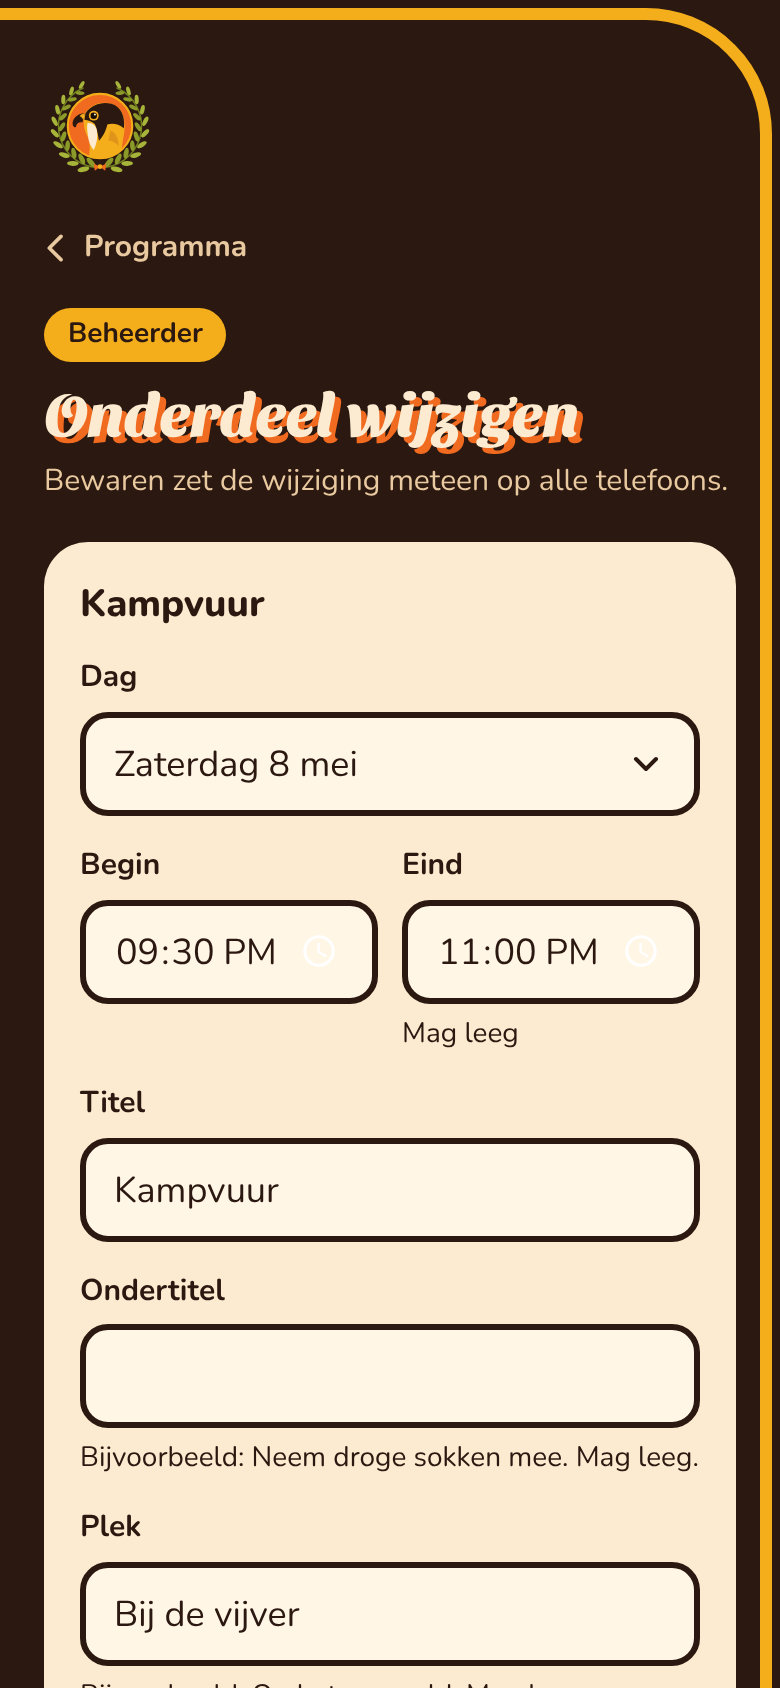 Programma
Beheerder
Onderdeel wijzigen
Bewaren zet de wijziging meteen op alle telefoons.
Kampvuur
Dag
Zaterdag 8 mei
Begin
Eind
09:30 PM
11:00 PM
Mag leeg
Titel
Kampvuur
Ondertitel
Bijvoorbeeld: Neem droge sokken mee. Mag leeg.
Plek
Bij de vijver